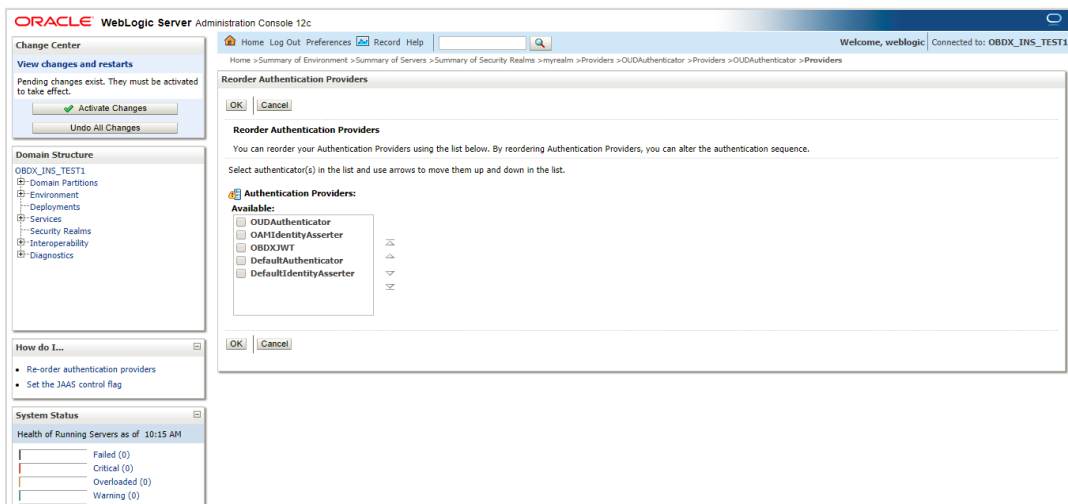 ORACLE WebLogic Server Administration Console 12c
Change Center
View changes and restarts
Pending changes exist. They must be activated
to take effect.
Activate Changes
Undo All Changes
Domain Structure
OBDX_INS_TEST1
Domain Partitions
Environment
Deployments
Services
Security Realms
Interoperability
Diagnostics
How do I...
Re-order authentication providers
Set the JAAS control flag
System Status
Health of Running Servers as of 10:15 AM
Failed (0)
Critical (0)
Overloaded (0)
Warning (0)
Home Log Out Preferences Record Help
Welcome, weblogic Connected to: OBDX_INS_TEST1
Home >Summary of Environment >Summary of Servers >Summary of Security Realms >myrealm >Providers >OUDAuthenticator >Providers >OUDAuthenticator >Providers
Reorder Authentication Providers
OK Cancel
Reorder Authentication Providers
You can reorder your Authentication Providers using the list below. By reordering Authentication Providers, you can alter the authentication sequence.
Select authenticator(s) in the list and use arrows to move them up and down in the list.
Authentication Providers:
Available:
OUDAuthenticator
OAMIdentityAsserter
OBDXJWT
DefaultAuthenticator
DefaultIdentityAsserter
OK Cancel